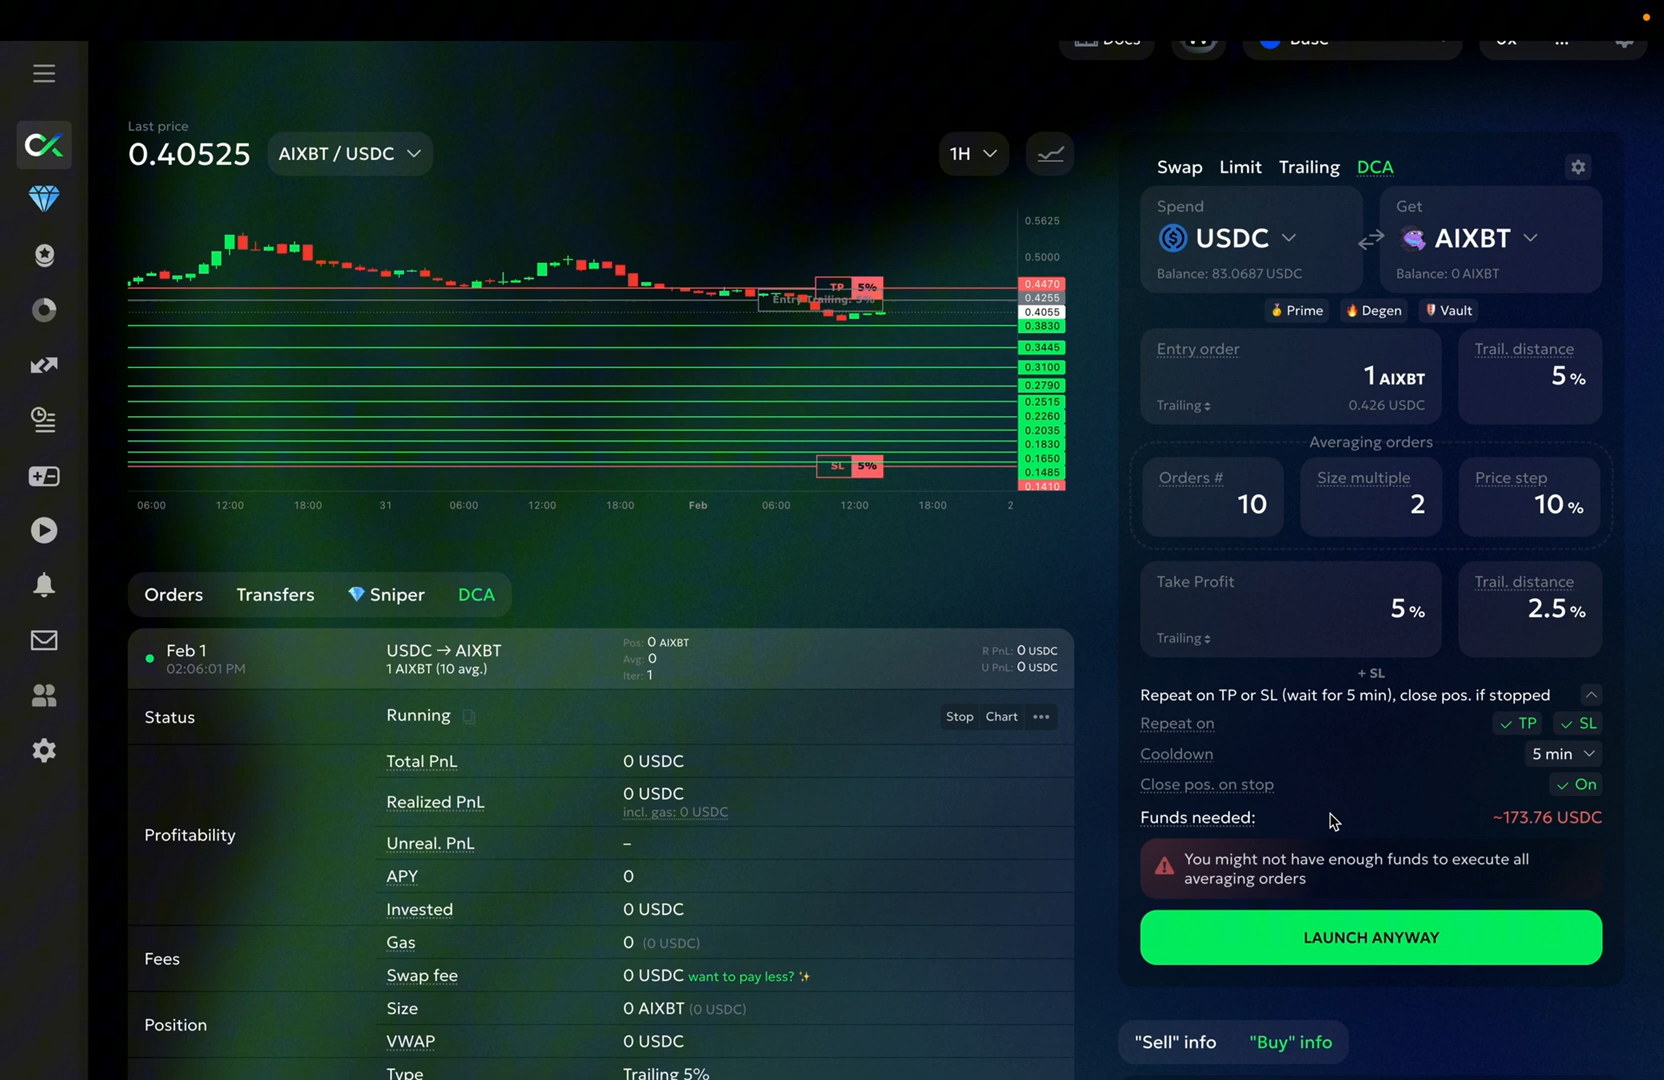 Docs
Base
Last price
0.40525
AIXBT / USDC
1H
0.5625
0.5000
0.4470
0.4255
0.4055
0.3830
0.3445
0.3100
0.2790
0.2515
0.2260
0.2035
0.1830
0.1650
0.1485
0.1410
TP 5%
Entry Trailing: 5%
SL 5%
06:00 12:00 18:00 31 06:00 12:00 18:00 Feb 06:00 12:00 18:00 2
Swap Limit Trailing DCA
Spend
USDC
Balance: 83.0687 USDC
Get
AIXBT
Balance: 0 AIXBT
Prime Degen Vault
Entry order
1 AIXBT
Trailing 0.426 USDC
Trail. distance
5 %
Averaging orders
Orders #
10
Size multiple
2
Price step
10 %
Take Profit
5 %
Trailing
Trail. distance
2.5 %
+ SL
Repeat on TP or SL (wait for 5 min), close pos. if stopped
Repeat on TP SL
Cooldown 5 min
Close pos. on stop On
Funds needed: ~173.76 USDC
You might not have enough funds to execute all
averaging orders
LAUNCH ANYWAY
"Sell" info "Buy" info
Orders Transfers Sniper DCA
Feb 1
02:06:01 PM
USDC → AIXBT
1 AIXBT (10 avg.)
Pos: 0 AIXBT
Avg: 0
Iter: 1
R PnL: 0 USDC
U PnL: 0 USDC
Status Running Stop Chart •••
Profitability
Total PnL 0 USDC
Realized PnL 0 USDC
incl. gas: 0 USDC
Unreal. PnL –
APY 0
Invested 0 USDC
Fees
Gas 0 (0 USDC)
Swap fee 0 USDC want to pay less?
Position
Size 0 AIXBT (0 USDC)
VWAP 0 USDC
Type Trailing 5%